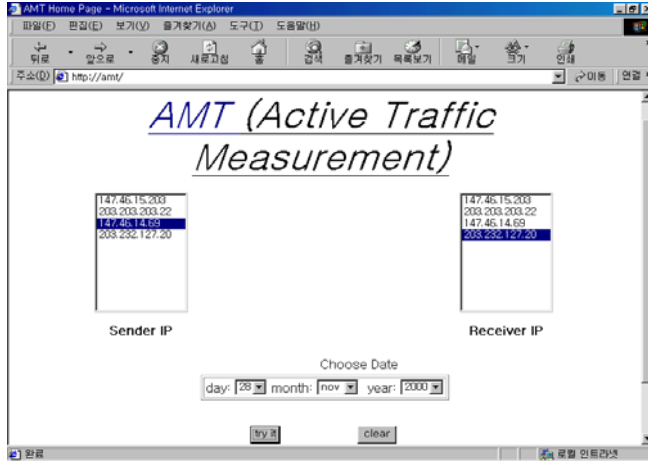 AMT Home Page - Microsoft Internet Explorer
파일(F) 편집(E) 보기(V) 즐겨찾기(A) 도구(T) 도움말(H)
뒤로 앞으로 중지 새로고침 홈 검색 즐겨찾기 목록보기 메일 크기 인쇄
주소(D) http://amt/ 이동 연결
AMT (Active Traffic
Measurement)
147.46.15.203
203.203.203.22
147.46.14.69
203.232.127.20
Sender IP
147.46.15.203
203.203.203.22
147.46.14.69
203.232.127.20
Receiver IP
Choose Date
day: 28 month: nov year: 2000
try it clear
완료 로컬 인트라넷